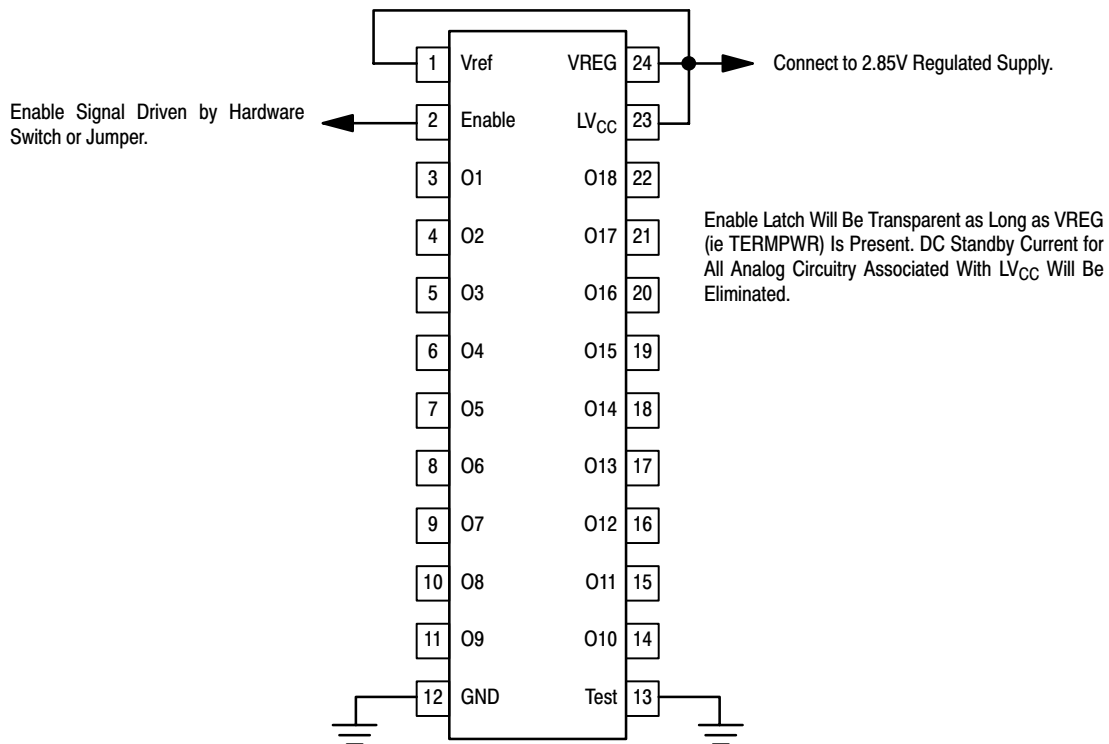 1 Vref VREG 24 Connect to 2.85V Regulated Supply.
Enable Signal Driven by Hardware
Switch or Jumper.
2 Enable LVCC 23
3 O1 O18 22
4 O2 O17 21
Enable Latch Will Be Transparent as Long as VREG
(ie TERMPWR) Is Present. DC Standby Current for
All Analog Circuitry Associated With LVCC Will Be
Eliminated.
5 O3 O16 20
6 O4 O15 19
7 O5 O14 18
8 O6 O13 17
9 O7 O12 16
10 O8 O11 15
11 O9 O10 14
12 GND Test 13